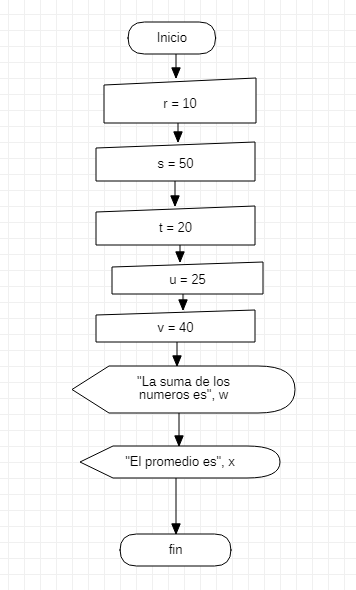 Inicio
r = 10
s = 50
t = 20
u = 25
v = 40
"La suma de los
numeros es", w
"El promedio es", x
fin